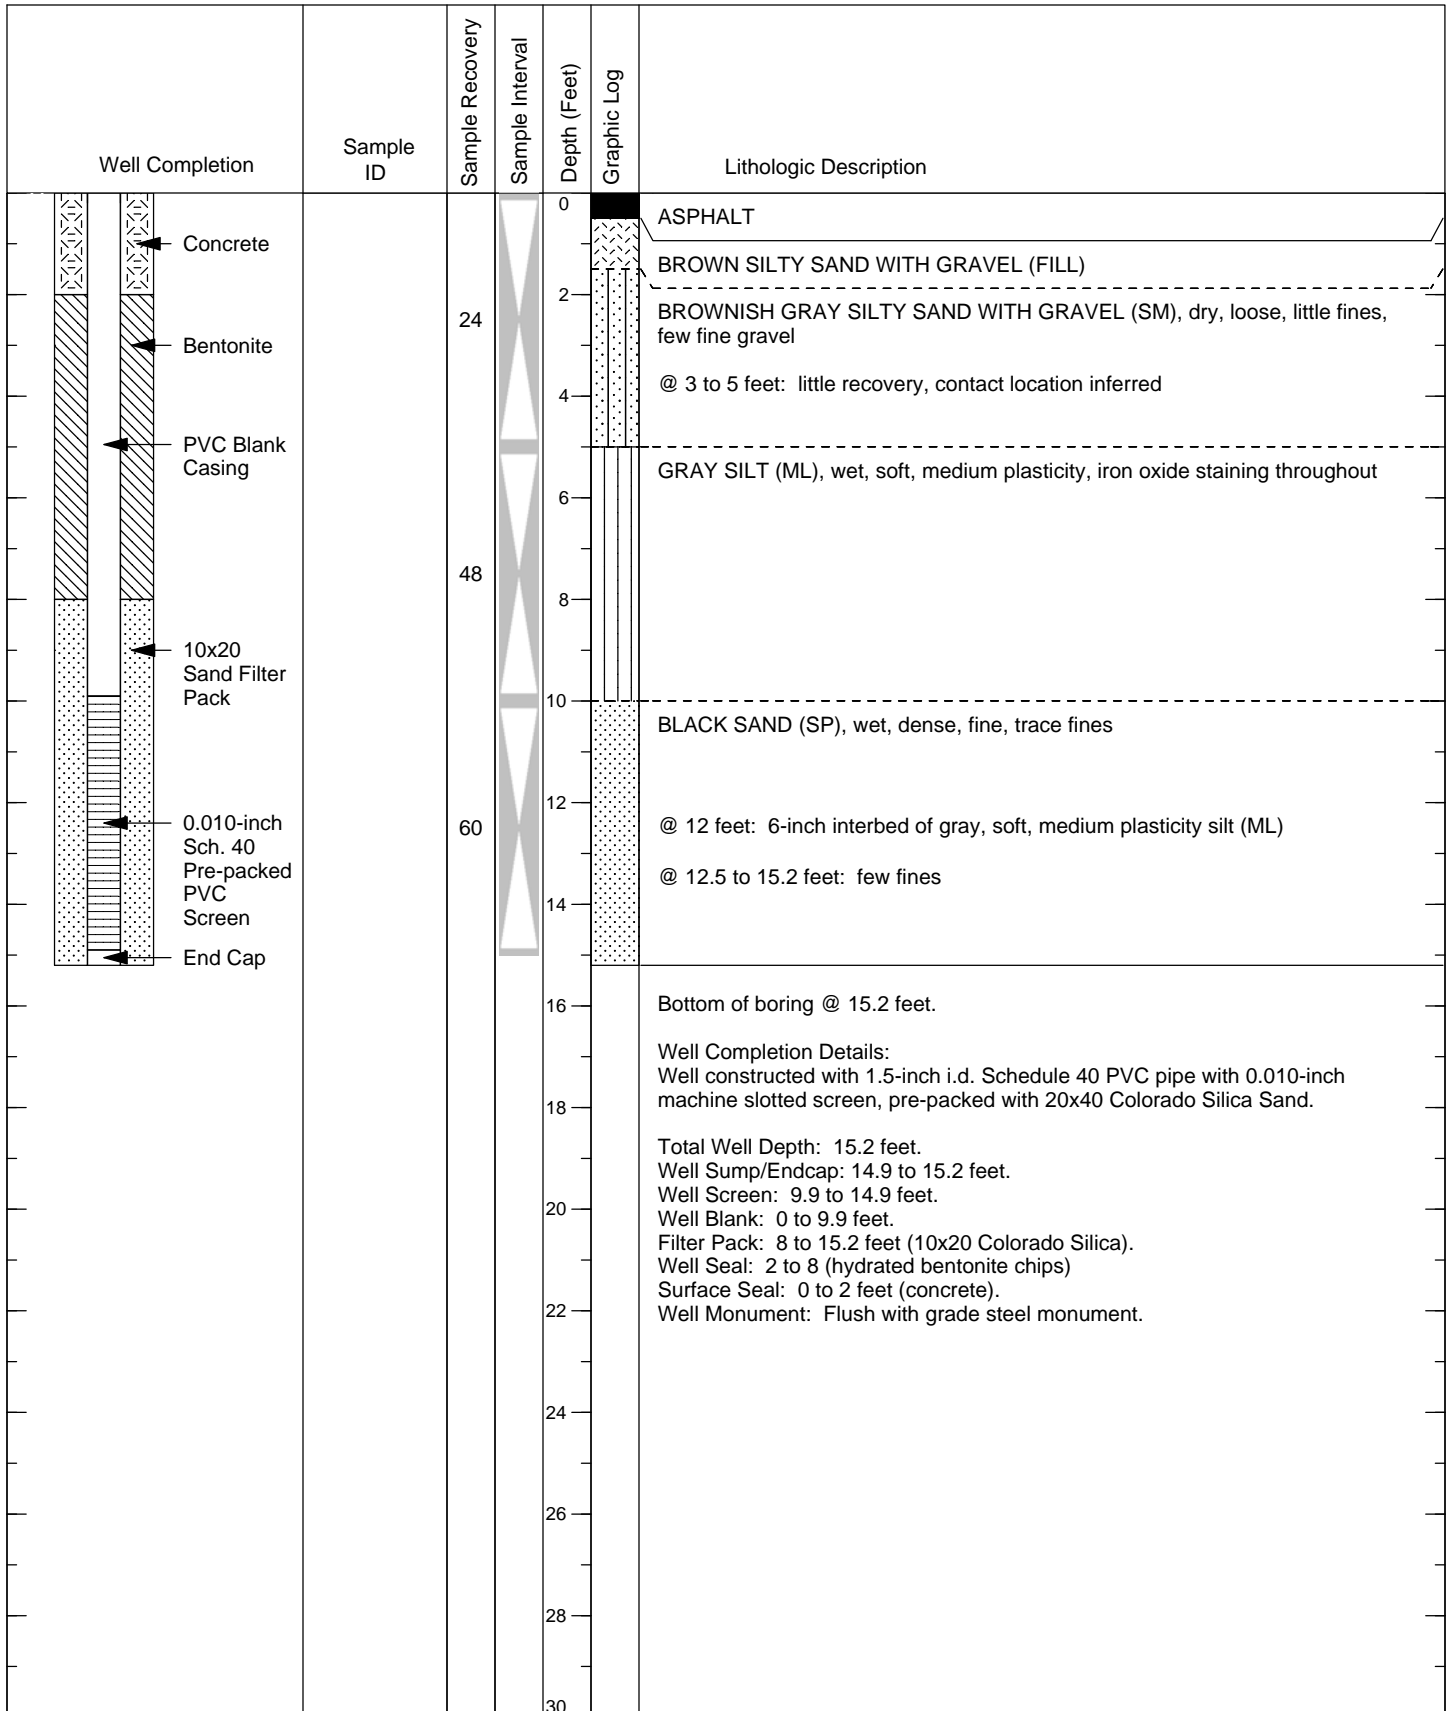 Well Completion
Sample
ID
Sample Recovery
Sample Interval
Depth (Feet)
Graphic Log
Lithologic Description
Concrete
Bentonite
PVC Blank
Casing
10x20
Sand Filter
Pack
0.010-inch
Sch. 40
Pre-packed
PVC
Screen
End Cap
24
48
60
0
2
4
6
8
10
12
14
16
18
20
22
24
26
28
30
ASPHALT
BROWN SILTY SAND WITH GRAVEL (FILL)
BROWNISH GRAY SILTY SAND WITH GRAVEL (SM), dry, loose, little fines,
few fine gravel
@ 3 to 5 feet: little recovery, contact location inferred
GRAY SILT (ML), wet, soft, medium plasticity, iron oxide staining throughout
BLACK SAND (SP), wet, dense, fine, trace fines
@ 12 feet: 6-inch interbed of gray, soft, medium plasticity silt (ML)
@ 12.5 to 15.2 feet: few fines
Bottom of boring @ 15.2 feet.
Well Completion Details:
Well constructed with 1.5-inch i.d. Schedule 40 PVC pipe with 0.010-inch
machine slotted screen, pre-packed with 20x40 Colorado Silica Sand.
Total Well Depth: 15.2 feet.
Well Sump/Endcap: 14.9 to 15.2 feet.
Well Screen: 9.9 to 14.9 feet.
Well Blank: 0 to 9.9 feet.
Filter Pack: 8 to 15.2 feet (10x20 Colorado Silica).
Well Seal: 2 to 8 (hydrated bentonite chips)
Surface Seal: 0 to 2 feet (concrete).
Well Monument: Flush with grade steel monument.